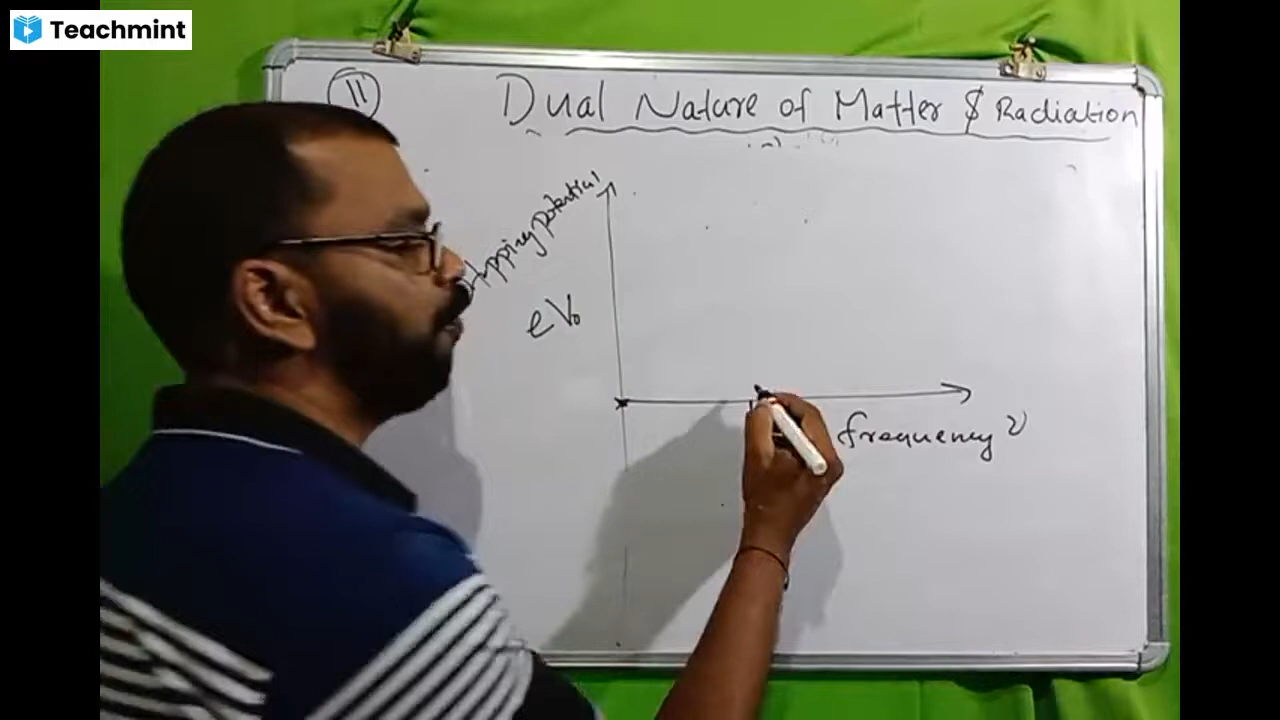 Teachmint
11
Dual Nature of Matter & Radiation
stopping potential
eV₀
frequency ν